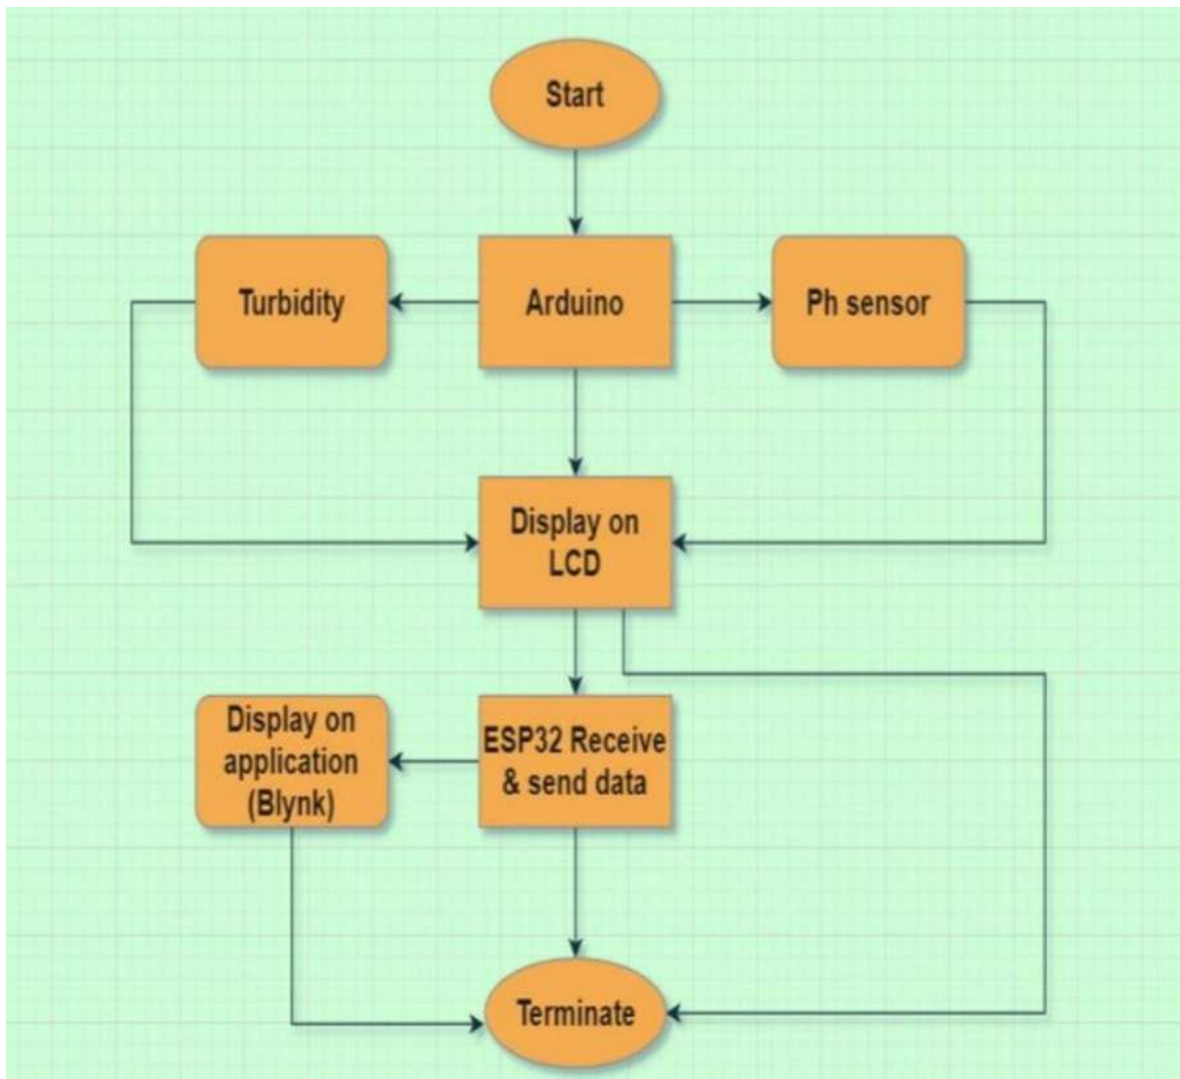 Start
Turbidity
Arduino
Ph sensor
Display on
LCD
Display on
application
(Blynk)
ESP32 Receive
& send data
Terminate